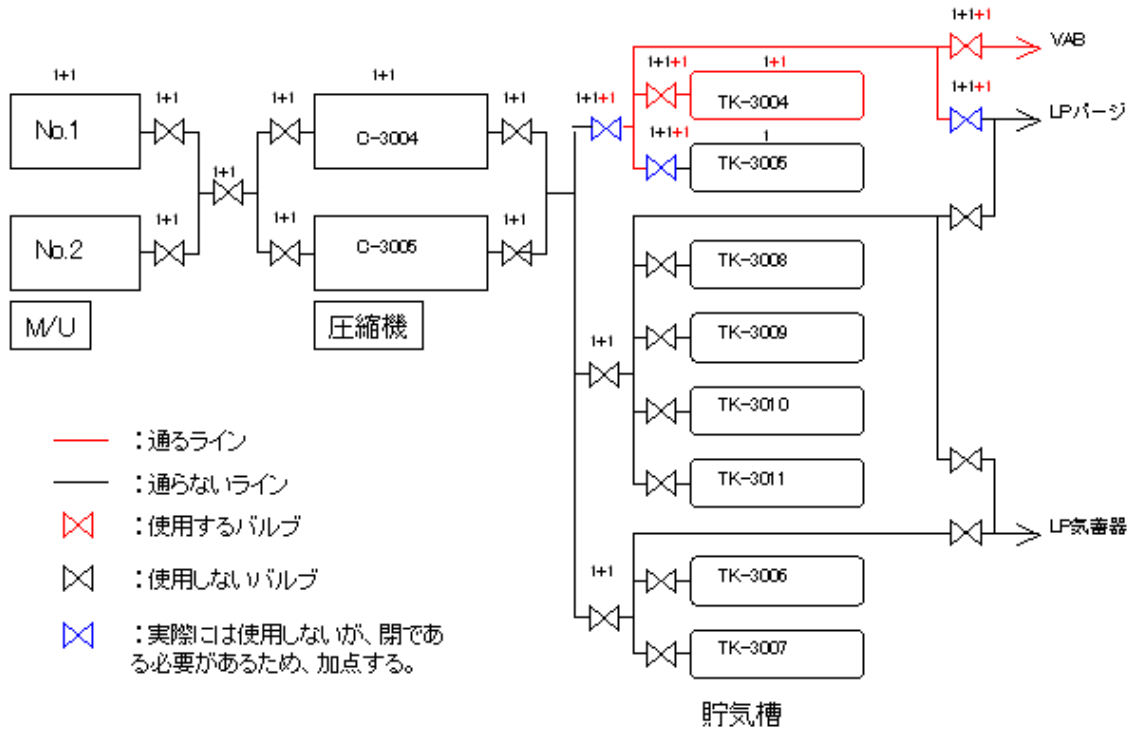 1+1+1
VAB
1+1+1
1+1
1+1
1+1
1+1
1+1
1+1
1+1
1+1+1
TK-3004
1+1+1
LPパージ
No.1
C-3004
1+1+1
1
TK-3005
1+1
1+1
1+1
1+1
No.2
C-3005
TK-3008
M/U
圧縮機
TK-3009
1+1
TK-3010
:通るライン
:通らないライン
TK-3011
:使用するバルブ
LP気蓄器
:使用しないバルブ
1+1
TK-3006
:実際には使用しないが、閉であ
る必要があるため、加点する。
TK-3007
貯気槽